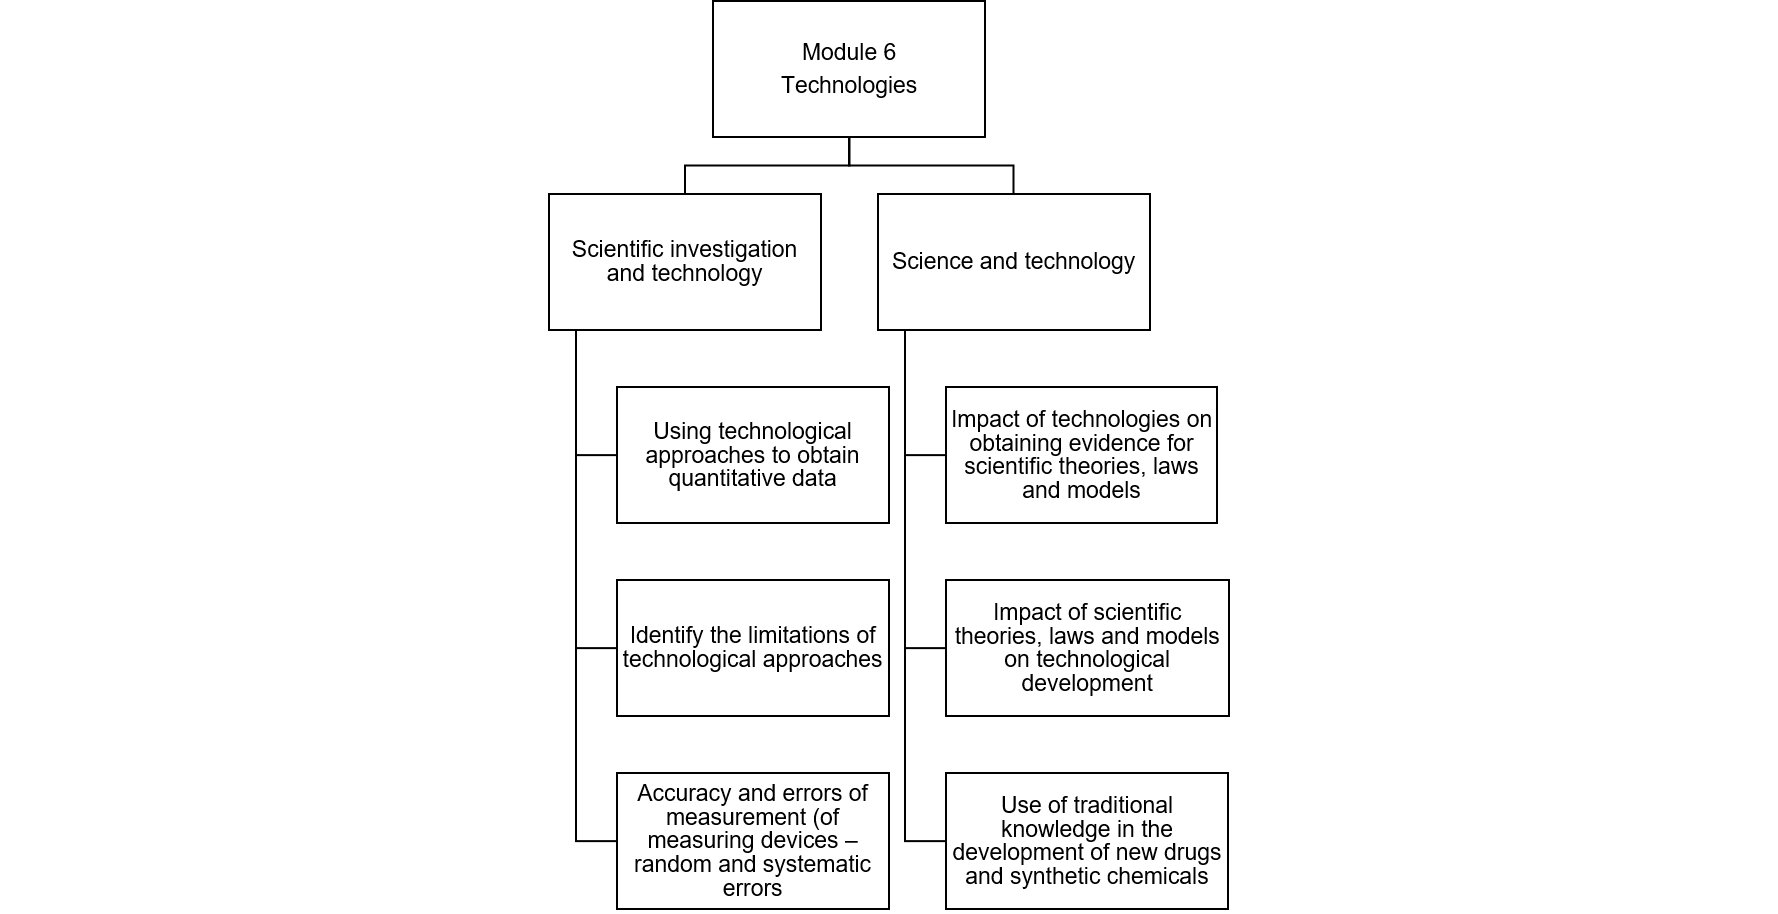 Module 6
Technologies
Scientific investigation
and technology
Using technological
approaches to obtain
quantitative data
Identify the limitations of
technological approaches
Accuracy and errors of
measurement (of
measuring devices –
random and systematic
errors
Science and technology
Impact of technologies on
obtaining evidence for
scientific theories, laws
and models
Impact of scientific
theories, laws and models
on technological
development
Use of traditional
knowledge in the
development of new drugs
and synthetic chemicals